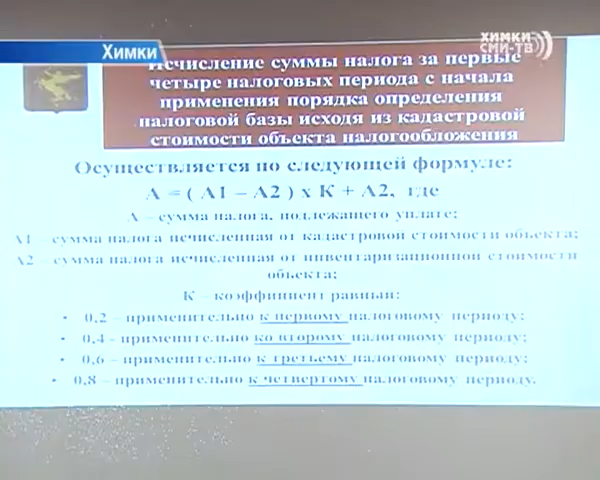 Химки
ХИМКИ
СМИ-ТВ
Исчисление суммы налога за первые
четыре налоговых периода с начала
применения порядка определения
налоговой базы исходя из кадастровой
стоимости объекта налогообложения
Осуществляется по следующей формуле:
А = ( А1 – А2 ) х К + А2, где
А – сумма налога, подлежащего уплате;
А1 – сумма налога исчисленная от кадастровой стоимости объекта;
А2 – сумма налога исчисленная от инвентаризационной стоимости
объекта;
К – коэффициент равный:
• 0,2 – применительно к первому налоговому периоду;
• 0,4 - применительно ко второму налоговому периоду;
• 0,6 – применительно к третьему налоговому периоду;
• 0,8 – применительно к четвертому налоговому периоду.